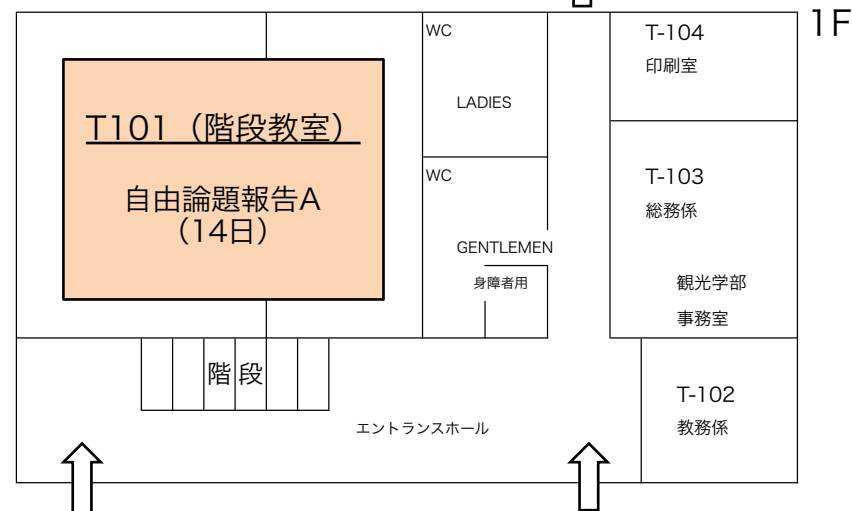 1F
WC
LADIES
WC
GENTLEMEN
身障者用
T-104
印刷室
T-103
総務係
観光学部
事務室
T-102
教務係
T101（階段教室）
自由論題報告A
（14日）
階段
エントランスホール